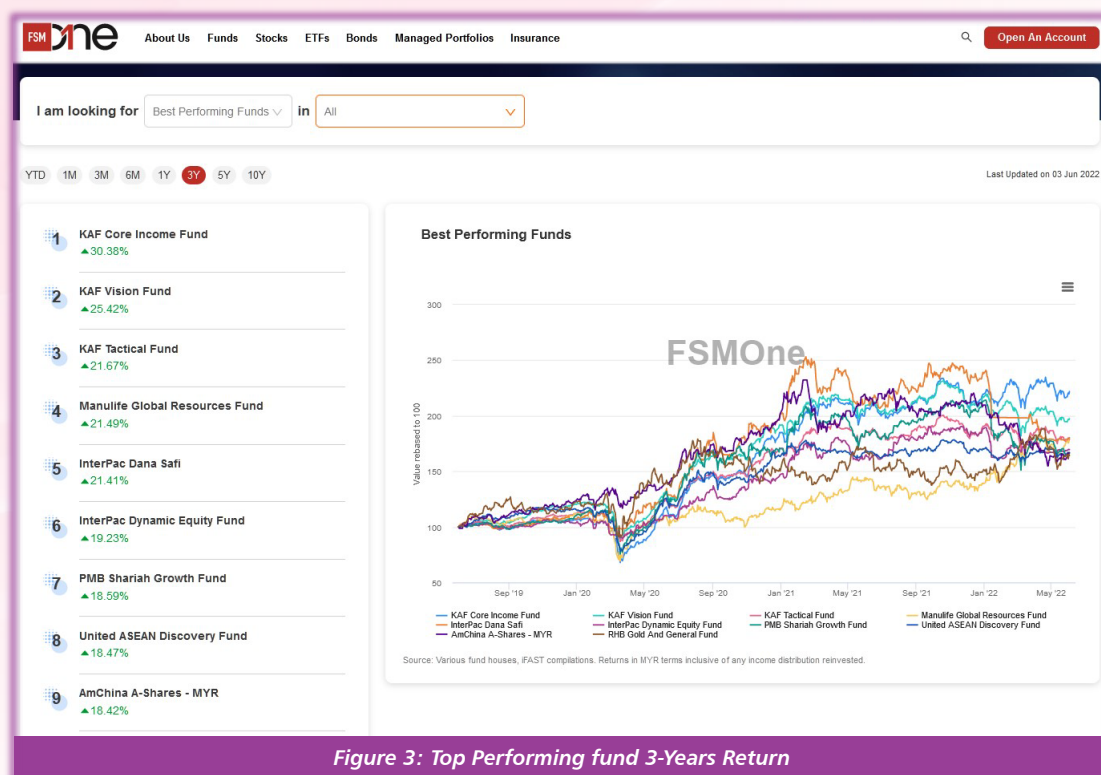 FSM One
About Us Funds Stocks ETFs Bonds Managed Portfolios Insurance
Open An Account
I am looking for Best Performing Funds in All
YTD 1M 3M 6M 1Y 3Y 5Y 10Y
Last Updated on 03 Jun 2022
1 KAF Core Income Fund
30.38%
2 KAF Vision Fund
25.42%
3 KAF Tactical Fund
21.67%
4 Manulife Global Resources Fund
21.49%
5 InterPac Dana Safi
21.41%
6 InterPac Dynamic Equity Fund
19.23%
7 PMB Shariah Growth Fund
18.59%
8 United ASEAN Discovery Fund
18.47%
9 AmChina A-Shares - MYR
18.42%
Best Performing Funds
FSMOne
Value rebased to 100
300
250
200
150
100
50
Sep '19 Jan '20 May '20 Sep '20 Jan '21 May '21 Sep '21 Jan '22 May '22
KAF Core Income Fund KAF Vision Fund KAF Tactical Fund Manulife Global Resources Fund
InterPac Dana Safi InterPac Dynamic Equity Fund PMB Shariah Growth Fund United ASEAN Discovery Fund
AmChina A-Shares - MYR RHB Gold And General Fund
Source: Various fund houses, iFAST compilations. Returns in MYR terms inclusive of any income distribution reinvested.
Figure 3: Top Performing fund 3-Years Return